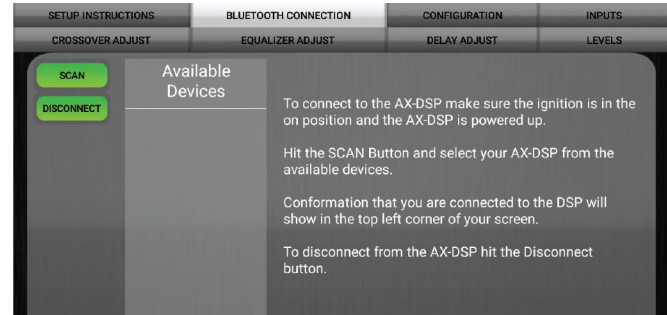 SETUP INSTRUCTIONS BLUETOOTH CONNECTION CONFIGURATION INPUTS
CROSSOVER ADJUST EQUALIZER ADJUST DELAY ADJUST LEVELS
SCAN
DISCONNECT
Available
Devices
To connect to the AX-DSP make sure the ignition is in the
on position and the AX-DSP is powered up.
Hit the SCAN Button and select your AX-DSP from the
available devices.
Conformation that you are connected to the DSP will
show in the top left corner of your screen.
To disconnect from the AX-DSP hit the Disconnect
button.